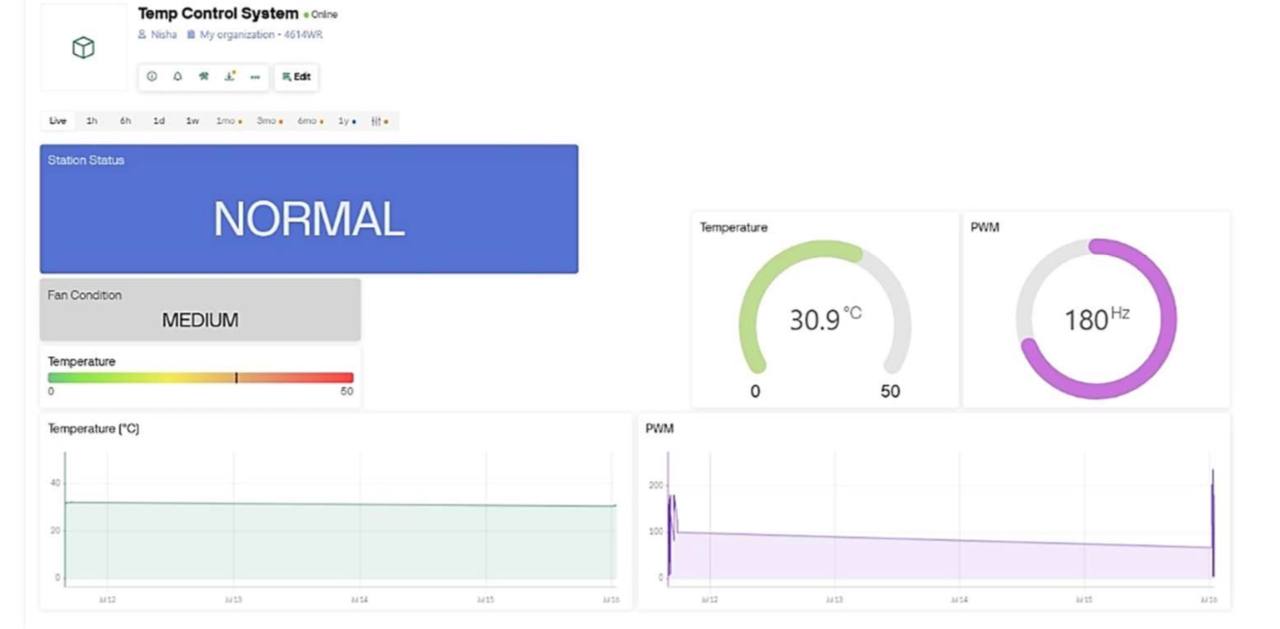 Temp Control System • Online
Nisha My organization - 4614WR
Edit
Live 1h 6h 1d 1w 1mo 3mo 6mo 1y
Station Status
NORMAL
Fan Condition
MEDIUM
Temperature
0 50
Temperature
30.9 °C
0 50
PWM
180 Hz
Temperature (°C)
40
20
0
Jul 12 Jul 13 Jul 14 Jul 15 Jul 16
PWM
200
100
0
Jul 12 Jul 13 Jul 14 Jul 15 Jul 16